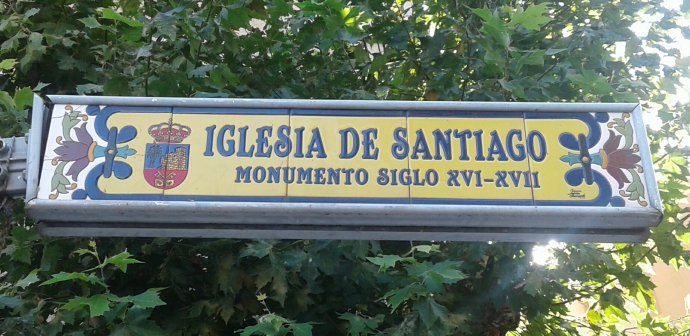 IGLESIA DE SANTIAGO
MONUMENTO SIGLO XVI-XVII